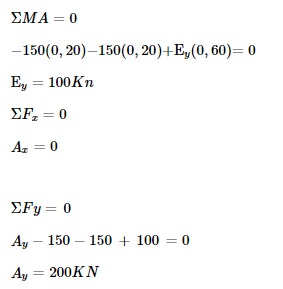 ΣMA = 0
−150(0, 20)−150(0, 20)+E_y(0, 60)= 0
E_y = 100Kn
ΣF_x = 0
A_x = 0
ΣFy = 0
A_y − 150 − 150 + 100 = 0
A_y = 200KN